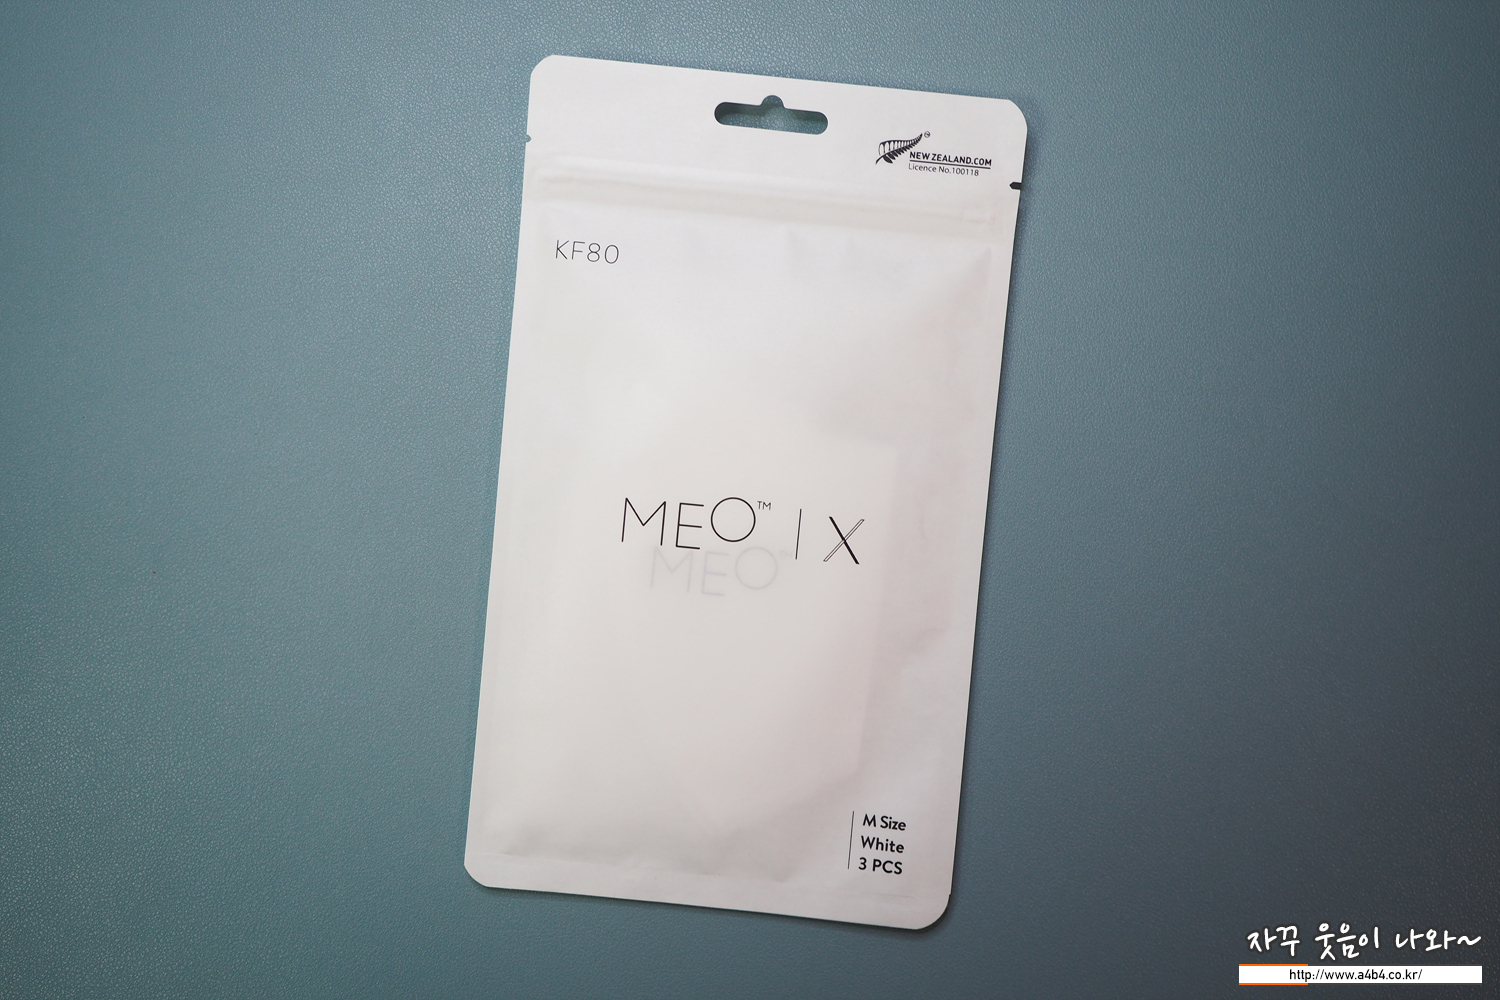 NEW ZEALAND.COM
Licence No.100118
KF80
MEO™ | X
MEO
M Size
White
3 PCS
자꾸 웃음이 나와~
http://www.a4b4.co.kr/